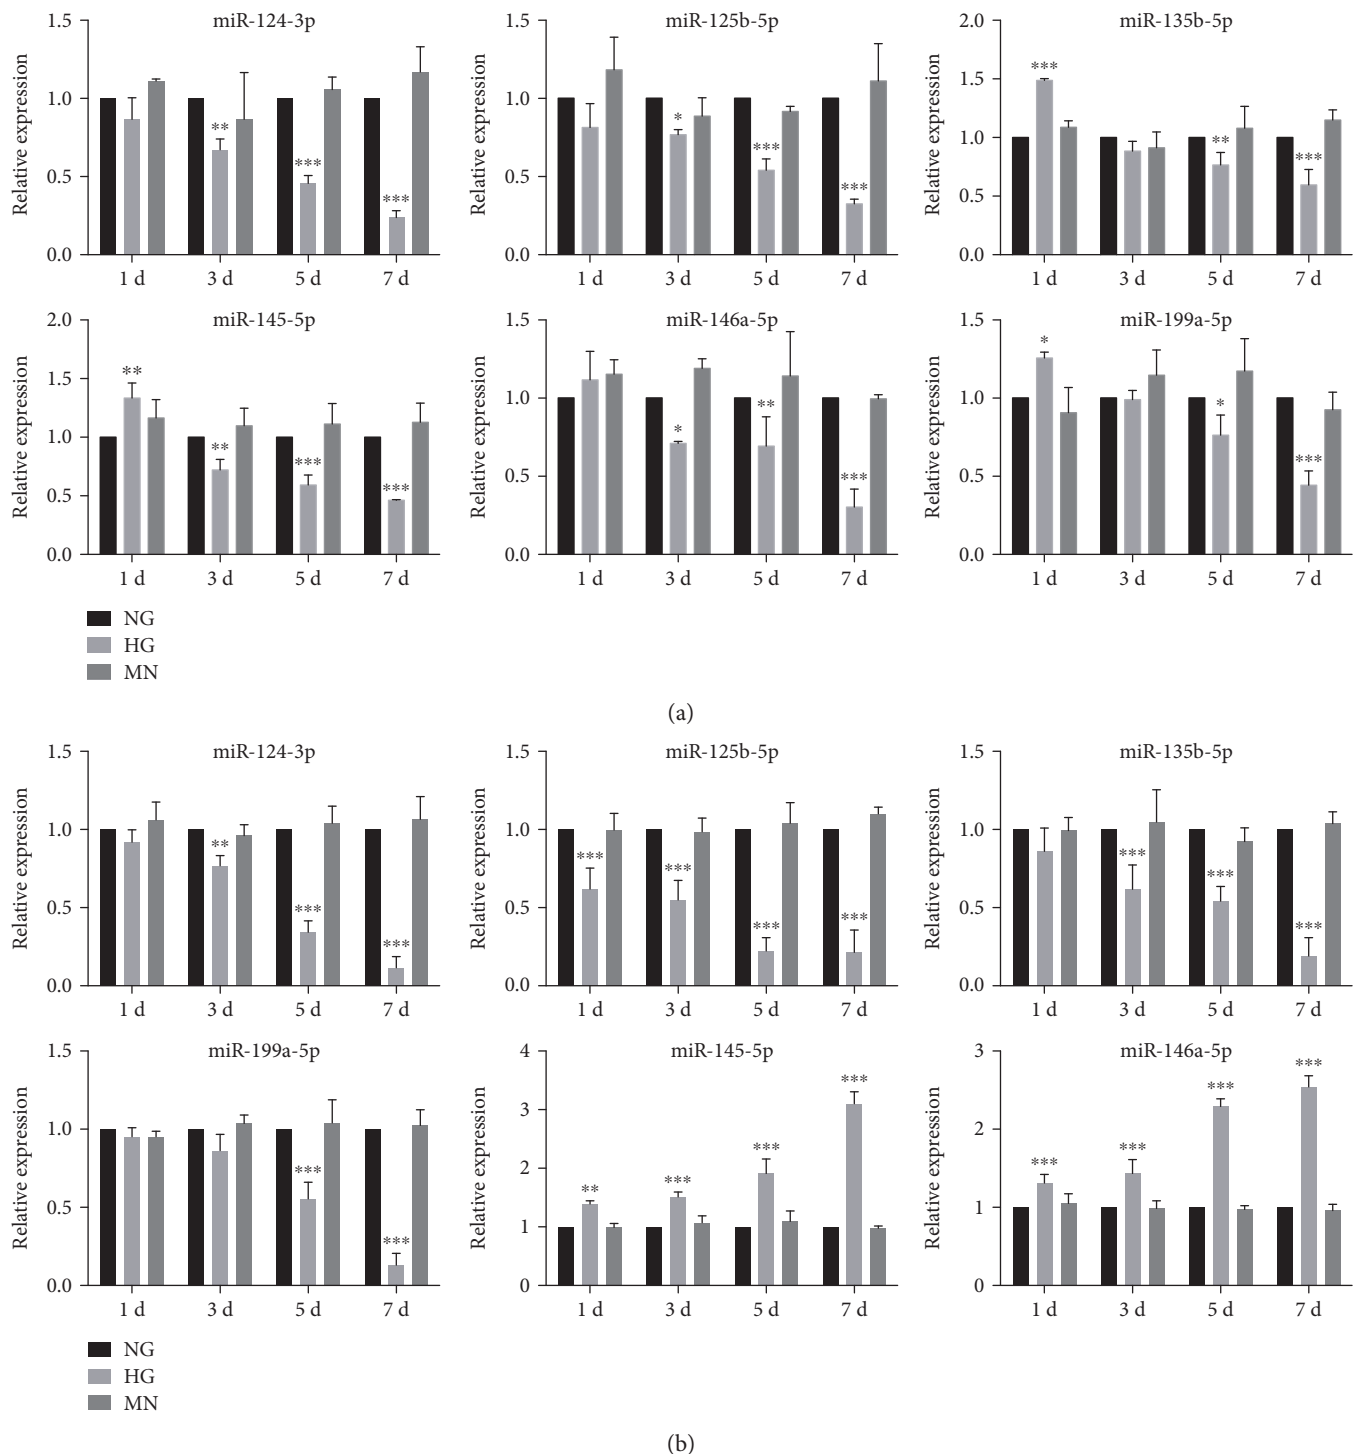 miR-124-3p
Relative expression
1.5
1.0
0.5
0.0
**
***
***
1 d 3 d 5 d 7 d
miR-125b-5p
Relative expression
1.5
1.0
0.5
0.0
*
***
***
1 d 3 d 5 d 7 d
miR-135b-5p
Relative expression
2.0
1.5
1.0
0.5
0.0
***
**
***
1 d 3 d 5 d 7 d
miR-145-5p
Relative expression
2.0
1.5
1.0
0.5
0.0
**
**
***
***
1 d 3 d 5 d 7 d
miR-146a-5p
Relative expression
1.5
1.0
0.5
0.0
*
**
***
1 d 3 d 5 d 7 d
miR-199a-5p
Relative expression
1.5
1.0
0.5
0.0
*
*
***
1 d 3 d 5 d 7 d
NG
HG
MN
(a)
miR-124-3p
Relative expression
1.5
1.0
0.5
0.0
**
***
***
1 d 3 d 5 d 7 d
miR-125b-5p
Relative expression
1.5
1.0
0.5
0.0
***
***
***
***
1 d 3 d 5 d 7 d
miR-135b-5p
Relative expression
1.5
1.0
0.5
0.0
***
***
***
1 d 3 d 5 d 7 d
miR-199a-5p
Relative expression
1.5
1.0
0.5
0.0
***
***
1 d 3 d 5 d 7 d
miR-145-5p
Relative expression
4
3
2
1
0
**
***
***
***
1 d 3 d 5 d 7 d
miR-146a-5p
Relative expression
3
2
1
0
***
***
***
***
1 d 3 d 5 d 7 d
NG
HG
MN
(b)